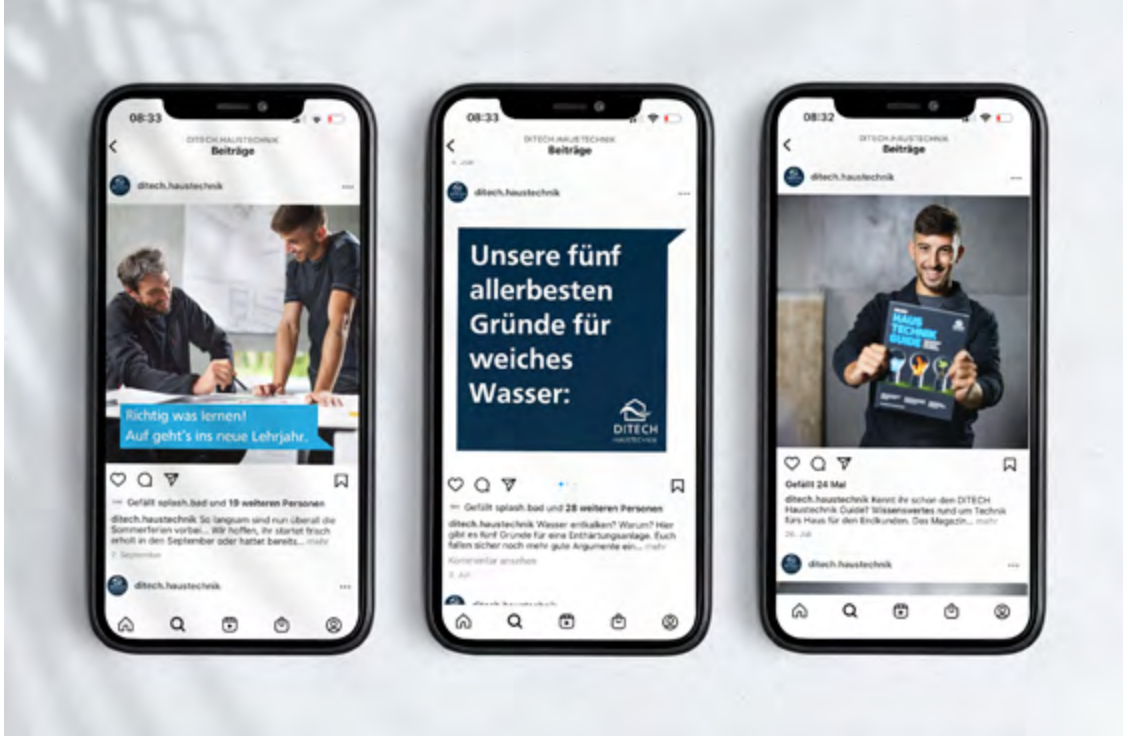 08:33
DITECH.HAUSTECHNIK
Beiträge
ditech.haustechnik
Richtig was lernen!
Auf geht's ins neue Lehrjahr.
Gefällt splash.bad und 19 weiteren Personen
ditech.haustechnik So langsam sind nun überall die
Sommerferien vorbei... Wir hoffen, ihr startet frisch
erholt in den September oder hattet bereits... mehr
7. September
ditech.haustechnik
08:33
DITECH.HAUSTECHNIK
Beiträge
ditech.haustechnik
Unsere fünf
allerbesten
Gründe für
weiches
Wasser:
DITECH
HAUSTECHNIK
Gefällt splash.bad und 28 weiteren Personen
ditech.haustechnik Wasser entkalken? Warum? Hier
gibt es fünf Gründe für eine Enthärtungsanlage. Euch
fallen sicher noch mehr gute Argumente ein... mehr
Kommentar ansehen
ditech.haustechnik
08:32
DITECH.HAUSTECHNIK
Beiträge
ditech.haustechnik
HAUS
TECHNIK
GUIDE
Gefällt 24 Mal
ditech.haustechnik Kennt ihr schon den DITECH
Haustechnik Guide? Wissenswertes rund um Technik
fürs Haus für den Endkunden. Das Magazin... mehr
26. Juli
ditech.haustechnik